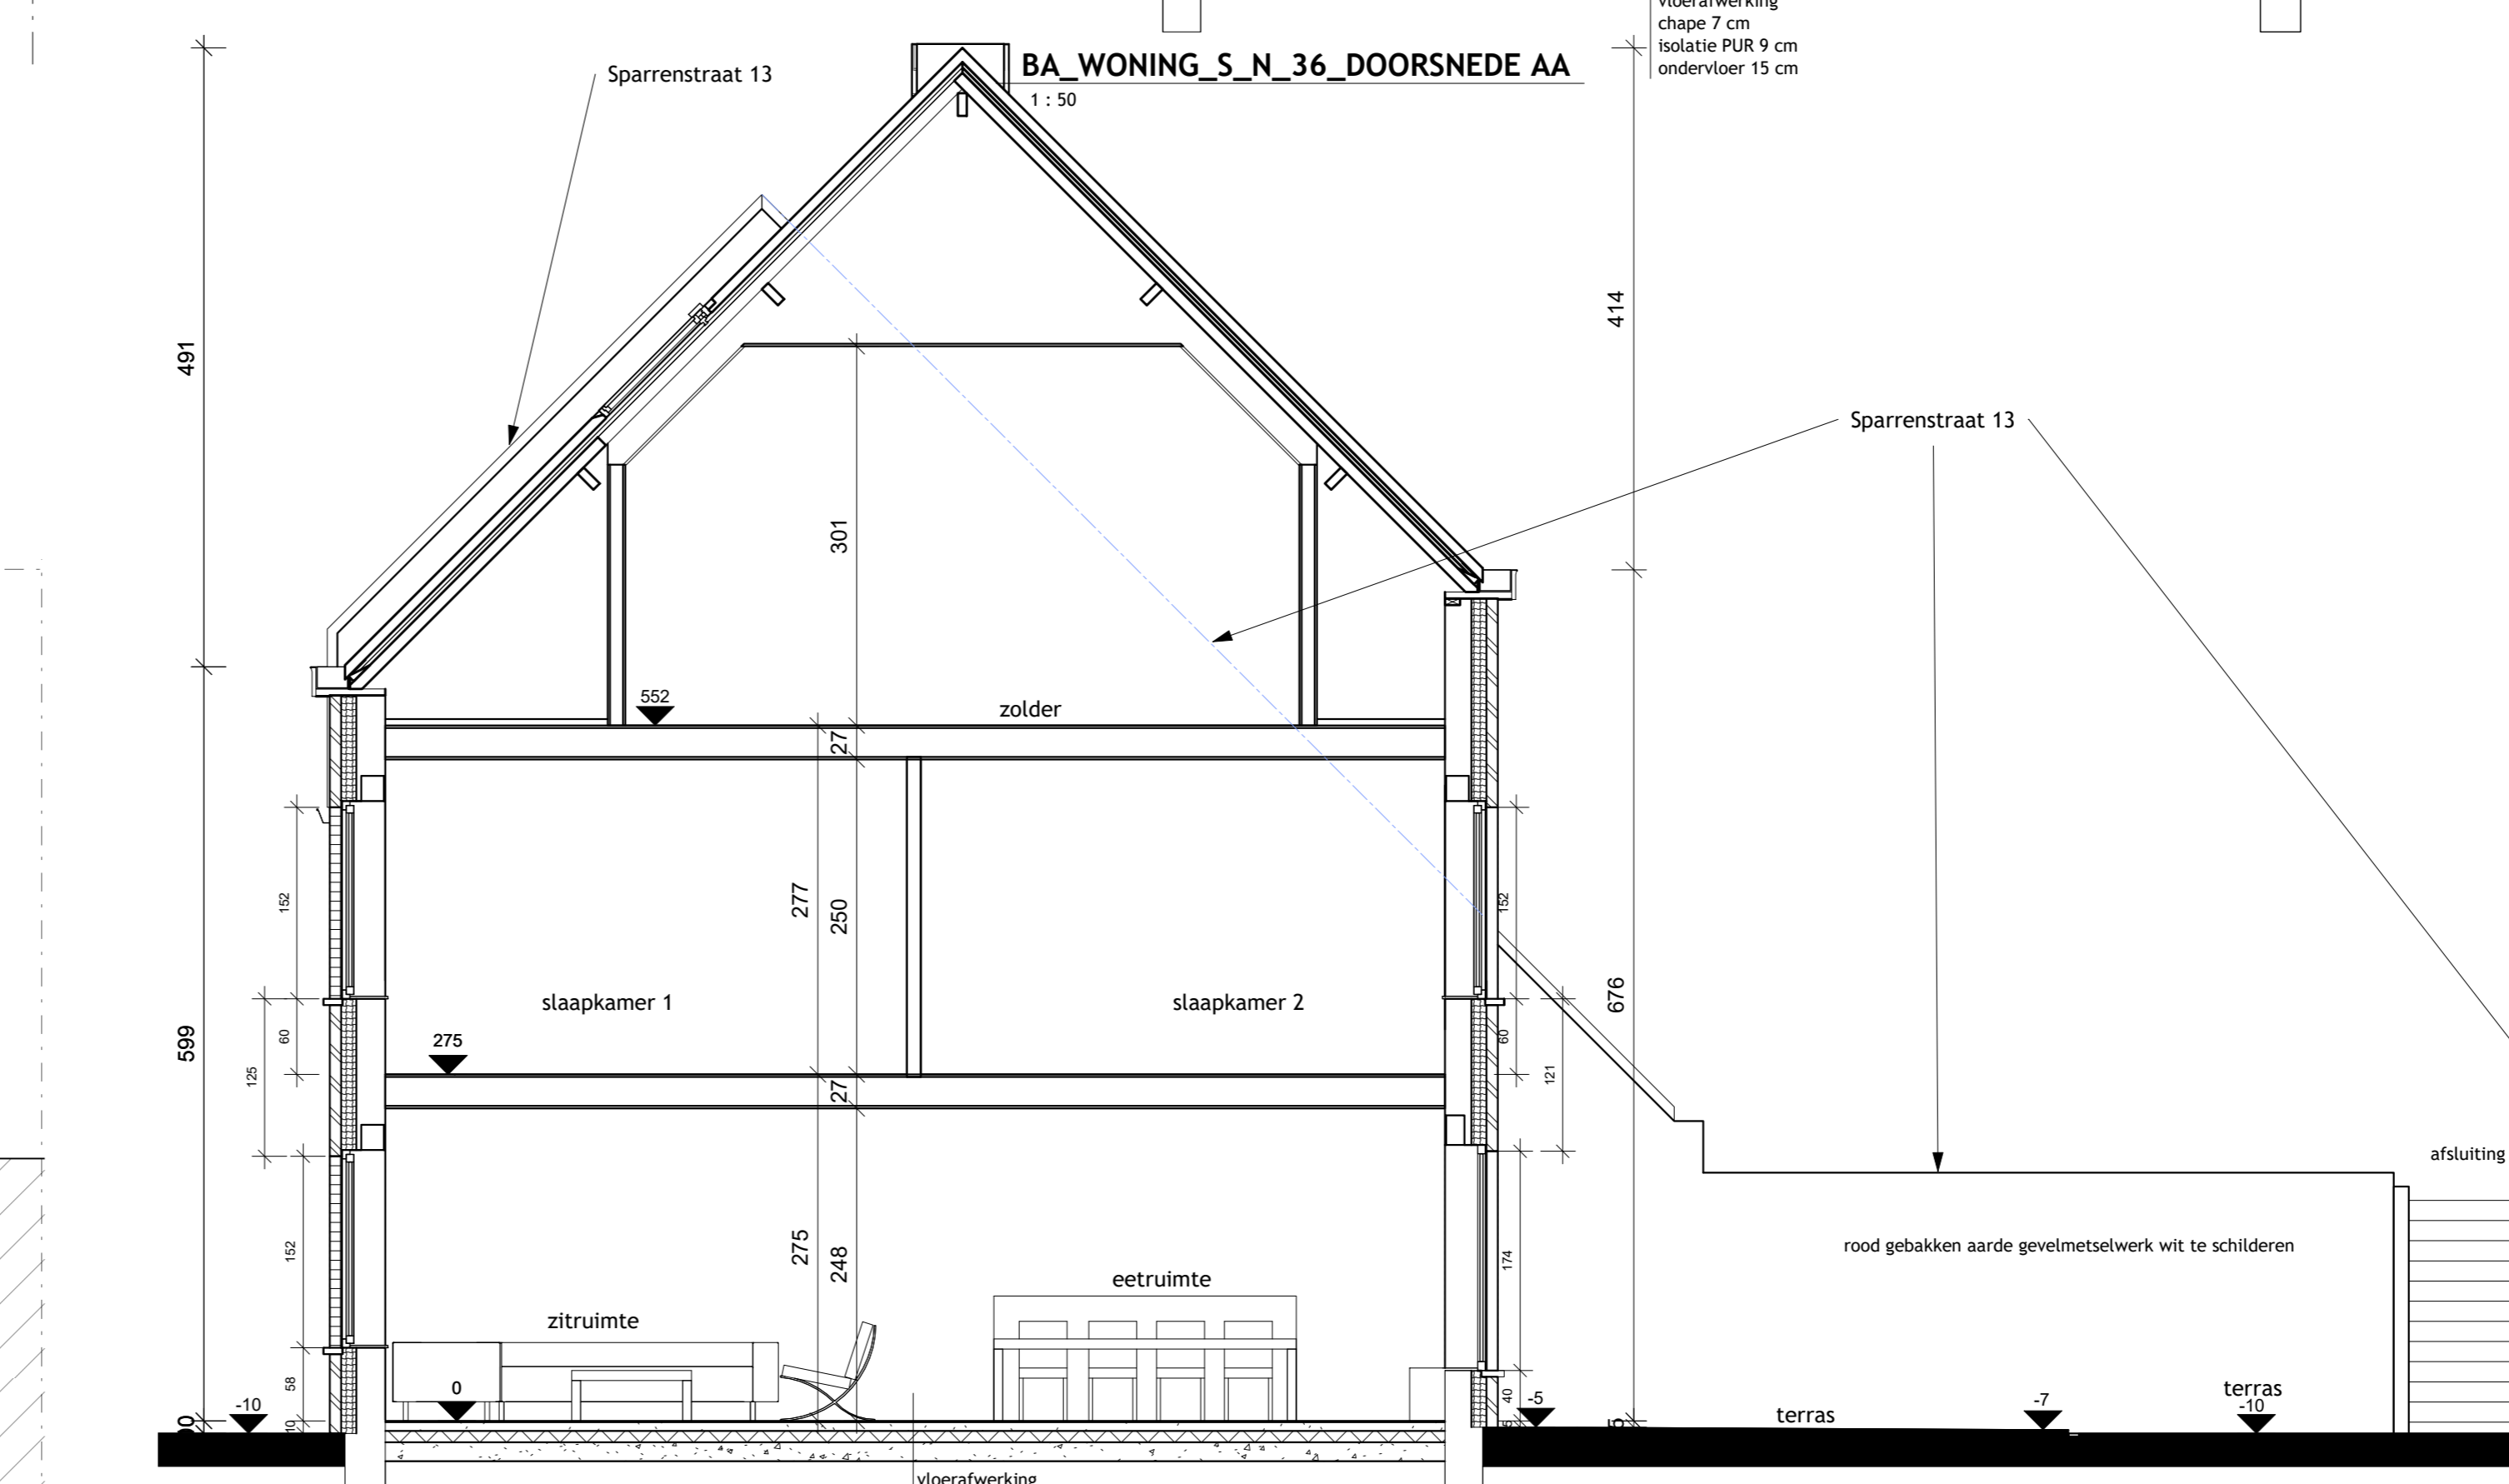 vloerafwerking
chape 7 cm
isolatie PUR 9 cm
ondervloer 15 cm
BA_WONING_S_N_36_DOORSNEDE AA
1 : 50
Sparrenstraat 13
491
414
Sparrenstraat 13
301
552
zolder
27
152
277
250
152
slaapkamer 1
slaapkamer 2
676
599
60
275
60
125
121
27
afsluiting
152
275
248
174
rood gebakken aarde gevelmetselwerk wit te schilderen
eetruimte
zitruimte
58
0
40
-10
-5
-7
terras
-10
terras
10
5
5
vloerafwerking